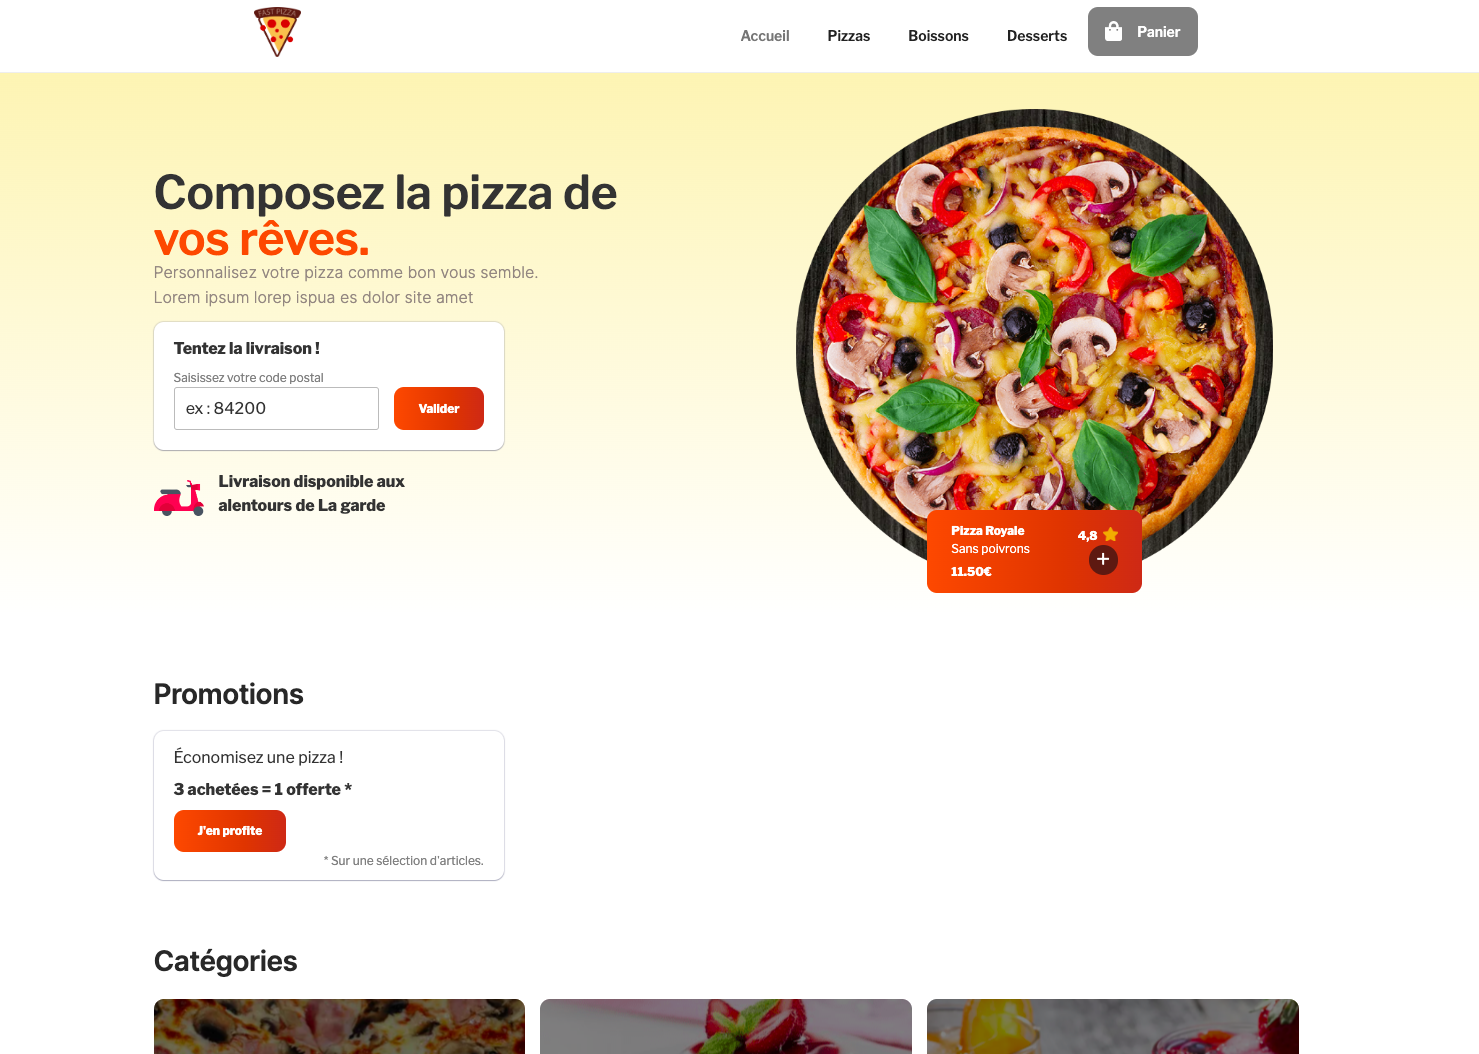 FAST PIZZA
Accueil
Pizzas
Boissons
Desserts
Panier
Composez la pizza de
vos rêves.
Personnalisez votre pizza comme bon vous semble.
Lorem ipsum lorep ispua es dolor site amet
Tentez la livraison !
Saisissez votre code postal
ex : 84200
Valider
Livraison disponible aux
alentours de La garde
Pizza Royale
4,8
Sans poivrons
11.50€
Promotions
Économisez une pizza !
3 achetées = 1 offerte *
J'en profite
* Sur une sélection d'articles.
Catégories